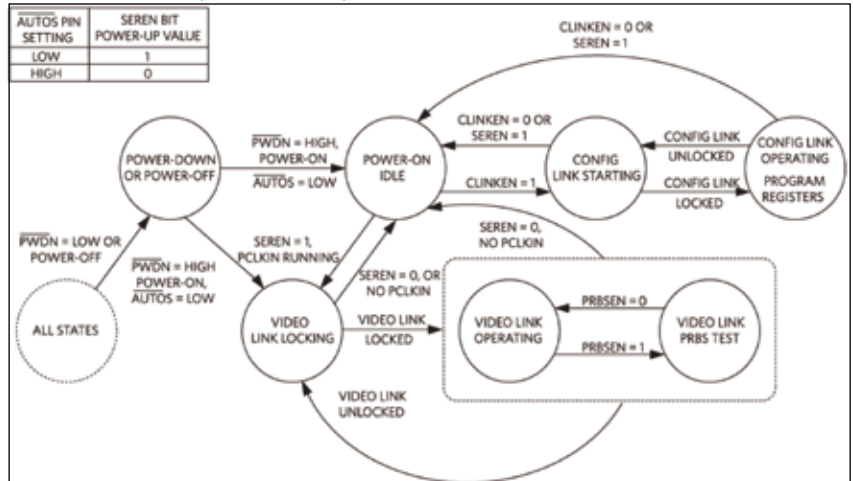 AUTOS PIN
SETTING
SEREN BIT
POWER-UP VALUE
LOW
1
HIGH
0
CLINKEN = 0 OR
SEREN = 1
POWER-DOWN
OR POWER-OFF
PWDN = HIGH,
POWER-ON
AUTOS = LOW
POWER-ON
IDLE
CLINKEN = 0 OR
SEREN = 1
CLINKEN = 1
CONFIG
LINK STARTING
CONFIG LINK
UNLOCKED
CONFIG LINK
LOCKED
CONFIG LINK
OPERATING
PROGRAM
REGISTERS
PWDN = LOW OR
POWER-OFF
PWDN = HIGH
POWER-ON,
AUTOS = LOW
SEREN = 1,
PCLKIN RUNNING
SEREN = 0, OR
NO PCLKIN
SEREN = 0,
NO PCLKIN
ALL STATES
VIDEO
LINK LOCKING
VIDEO LINK
LOCKED
VIDEO LINK
OPERATING
PRBSEN = 0
PRBSEN = 1
VIDEO LINK
PRBS TEST
VIDEO LINK
UNLOCKED